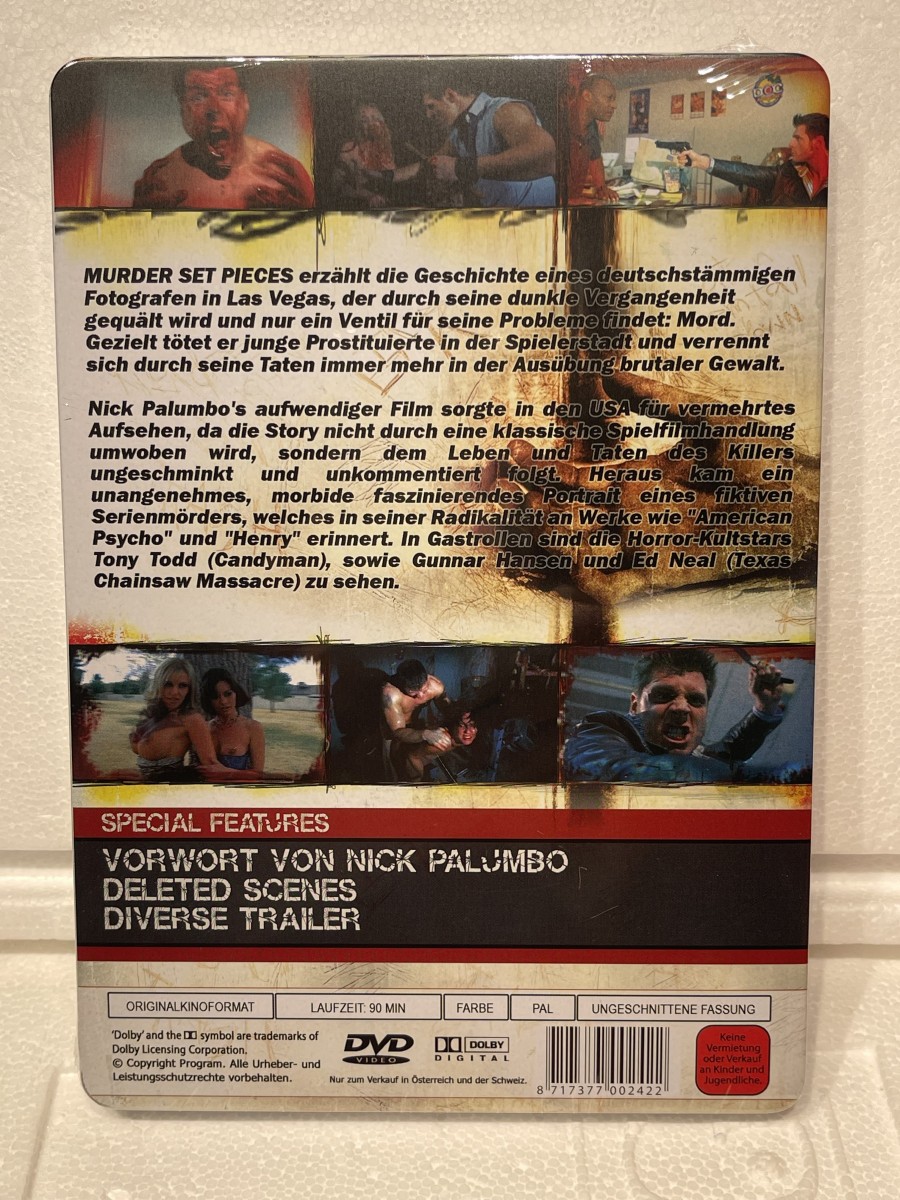 MURDER SET PIECES erzählt die Geschichte eines deutschstämmigen
Fotografen in Las Vegas, der durch seine dunkle Vergangenheit
gequält wird und nur ein Ventil für seine Probleme findet: Mord.
Gezielt tötet er junge Prostituierte in der Spielerstadt und verrennt
sich durch seine Taten immer mehr in der Ausübung brutaler Gewalt.
Nick Palumbo's aufwendiger Film sorgte in den USA für vermehrtes
Aufsehen, da die Story nicht durch eine klassische Spielfilmhandlung
umwoben wird, sondern dem Leben und Taten des Killers
ungeschminkt und unkommentiert folgt. Heraus kam ein
unangenehmes, morbide faszinierendes Portrait eines fiktiven
Serienmörders, welches in seiner Radikalität an Werke wie "American
Psycho" und "Henry" erinnert. In Gastrollen sind die Horror-Kultstars
Tony Todd (Candyman), sowie Gunnar Hansen und Ed Neal (Texas
Chainsaw Massacre) zu sehen.
SPECIAL FEATURES
VORWORT VON NICK PALUMBO
DELETED SCENES
DIVERSE TRAILER
ORIGINALKINOFORMAT LAUFZEIT: 90 MIN FARBE PAL UNGESCHNITTENE FASSUNG
'Dolby' and the symbol are trademarks of
Dolby Licensing Corporation.
© Copyright Program. Alle Urheber- und
Leistungsschutzrechte vorbehalten.
DVD
VIDEO
DOLBY
DIGITAL
Nur zum Verkauf in Österreich und der Schweiz.
8 717377 002422
Keine
Vermietung
oder Verkauf
an Kinder und
Jugendliche.